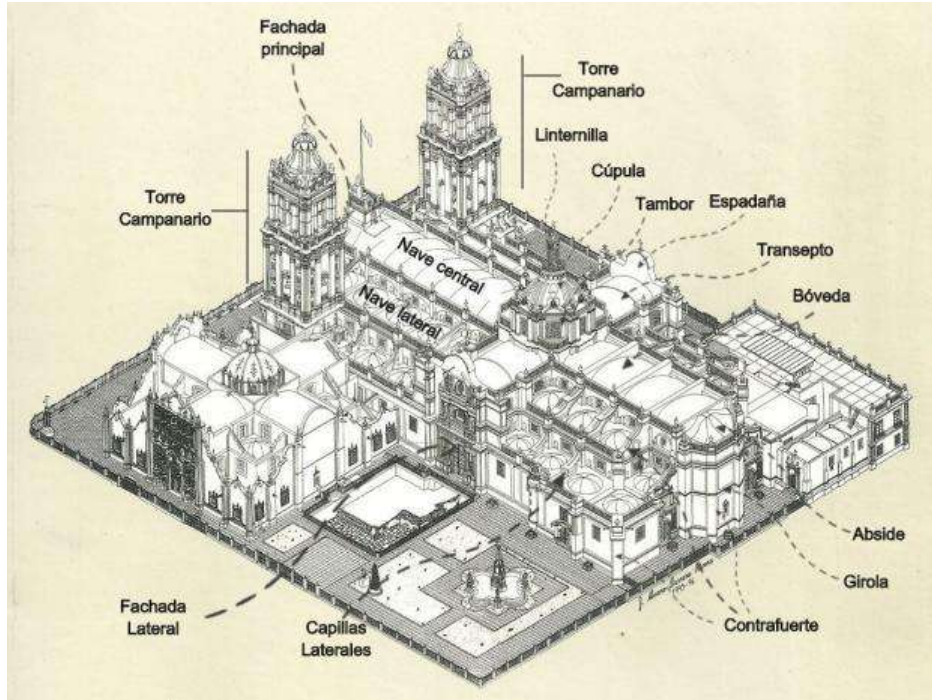 Fachada
principal
Torre
Campanario
Linternilla
Cúpula
Tambor
Espadaña
Torre
Campanario
Transepto
Nave central
Bóveda
Nave lateral
Abside
Girola
Fachada
Lateral
Capillas
Laterales
Contrafuerte